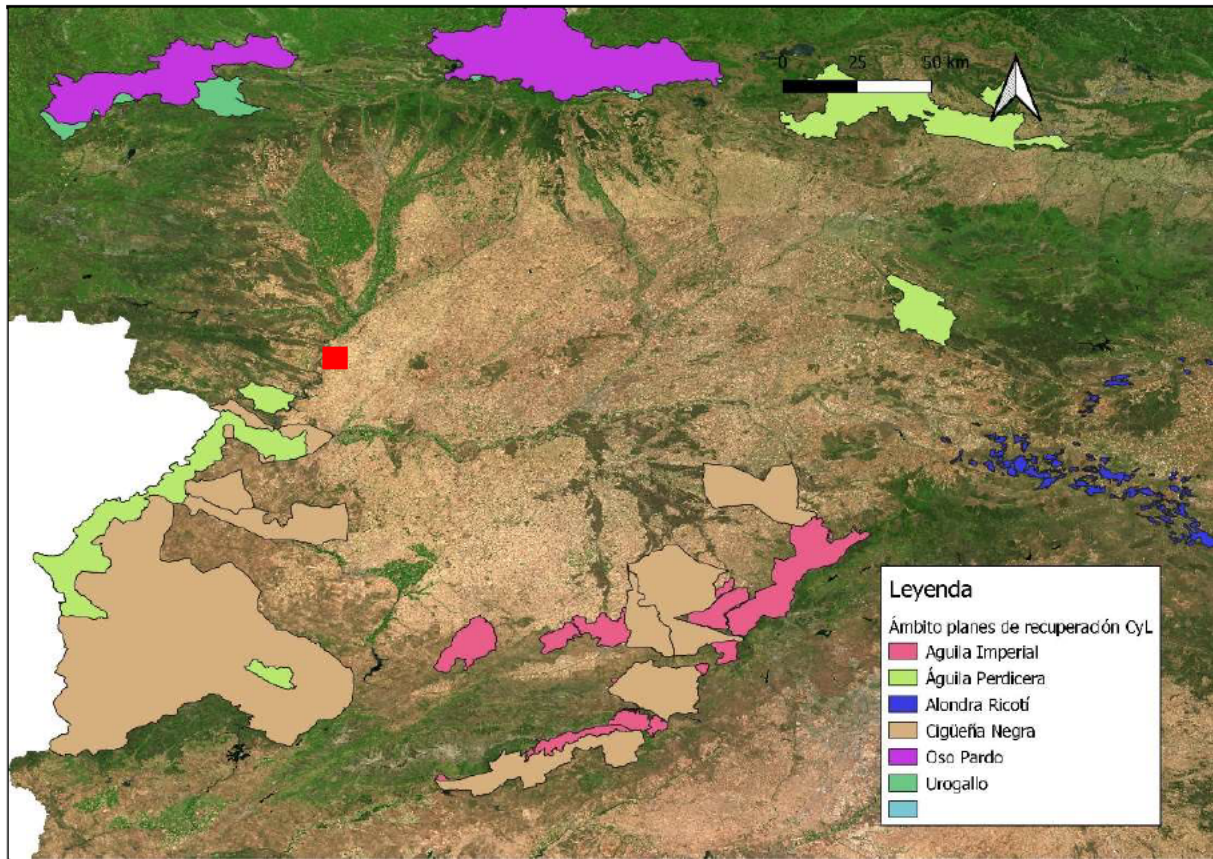 0 25 50 km
Leyenda
Ámbito planes de recuperación CyL
Aguila Imperial
Águila Perdicera
Alondra Ricotí
Cigüeña Negra
Oso Pardo
Urogallo